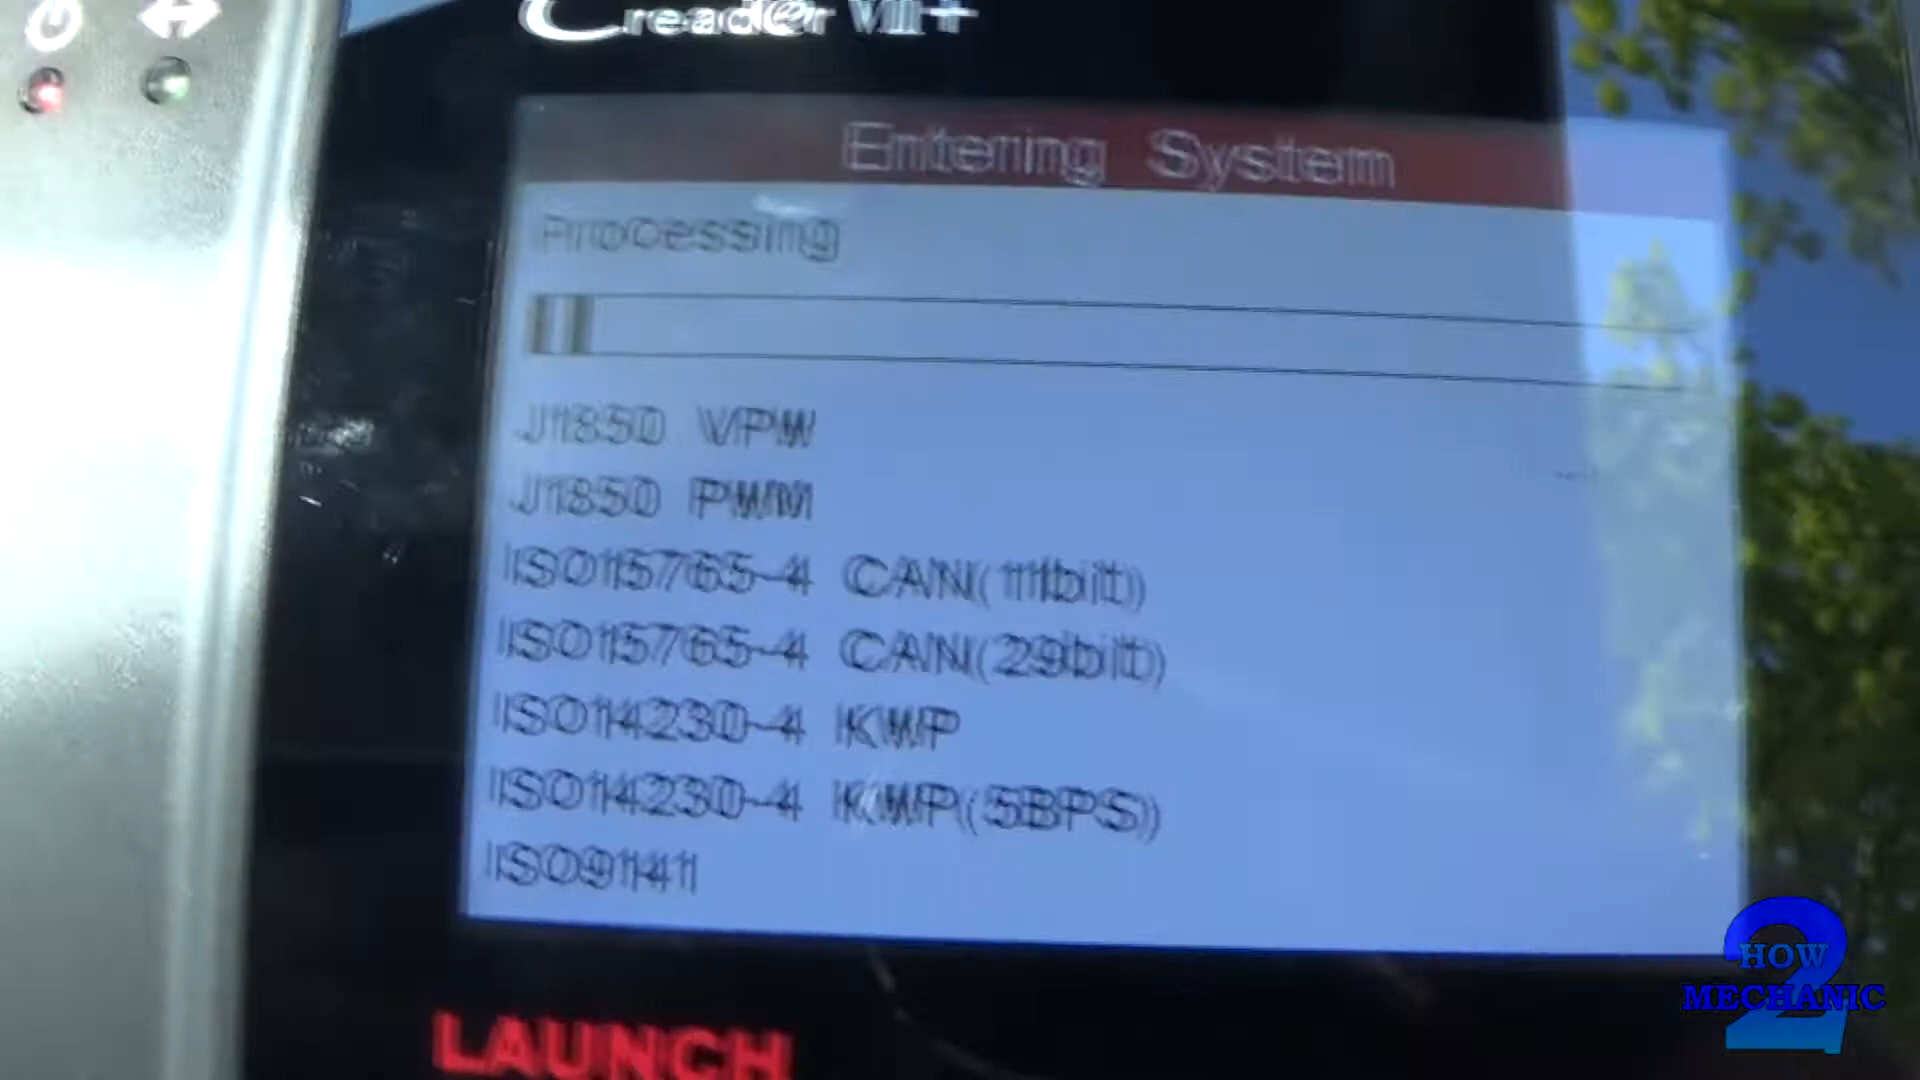 Creader VII+
Entering System
Processing
J1850 VPW
J1850 PWM
ISO15765-4 CAN(11bit)
ISO15765-4 CAN(29bit)
ISO14230-4 KWP
ISO14230-4 KWP(5BPS)
ISO9141
LAUNCH
HOW
2
MECHANIC